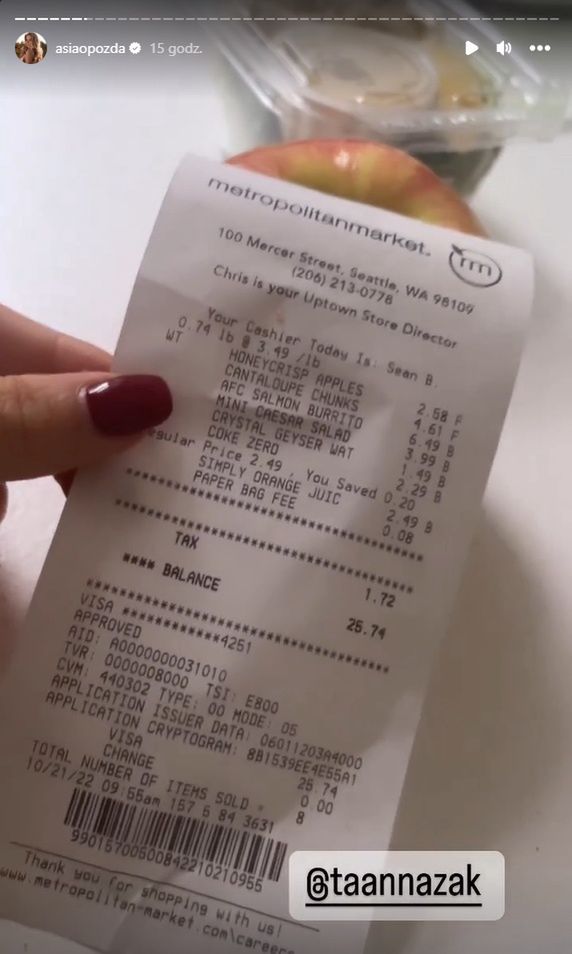 asiaopozda 15 godz.
metropolitanmarket.
rm
100 Mercer Street, Seattle, WA 98109
(206) 213-0778
Chris is your Uptown Store Director
Your Cashier Today Is: Sean B.
0.74 lb @ 3.49 /lb
WT HONEYCRISP APPLES 2.58 F
CANTALOUPE CHUNKS 4.61 F
AFC SALMON BURRITO 6.49 B
MINI CAESAR SALAD 3.99 B
CRYSTAL GEYSER WAT 1.49 B
COKE ZERO 2.29 B
Regular Price 2.49 , You Saved 0.20
SIMPLY ORANGE JUIC 2.49 B
PAPER BAG FEE 0.08
TAX 1.72
**** BALANCE 25.74
VISA ************4251
APPROVED
AID: A0000000031010
TVR: 0000008000 TSI: E800
CVM: 440302 TYPE: 00 MODE: 05
APPLICATION ISSUER DATA: 06011203A4000
APPLICATION CRYPTOGRAM: 8B1539EE4E55A1
VISA 25.74
CHANGE 0.00
TOTAL NUMBER OF ITEMS SOLD = 8
10/21/22 09:55am 157 5 84 3631
99015700500842210210955
Thank you for shopping with us!
www.metropolitan-market.com\careers
@taannazak